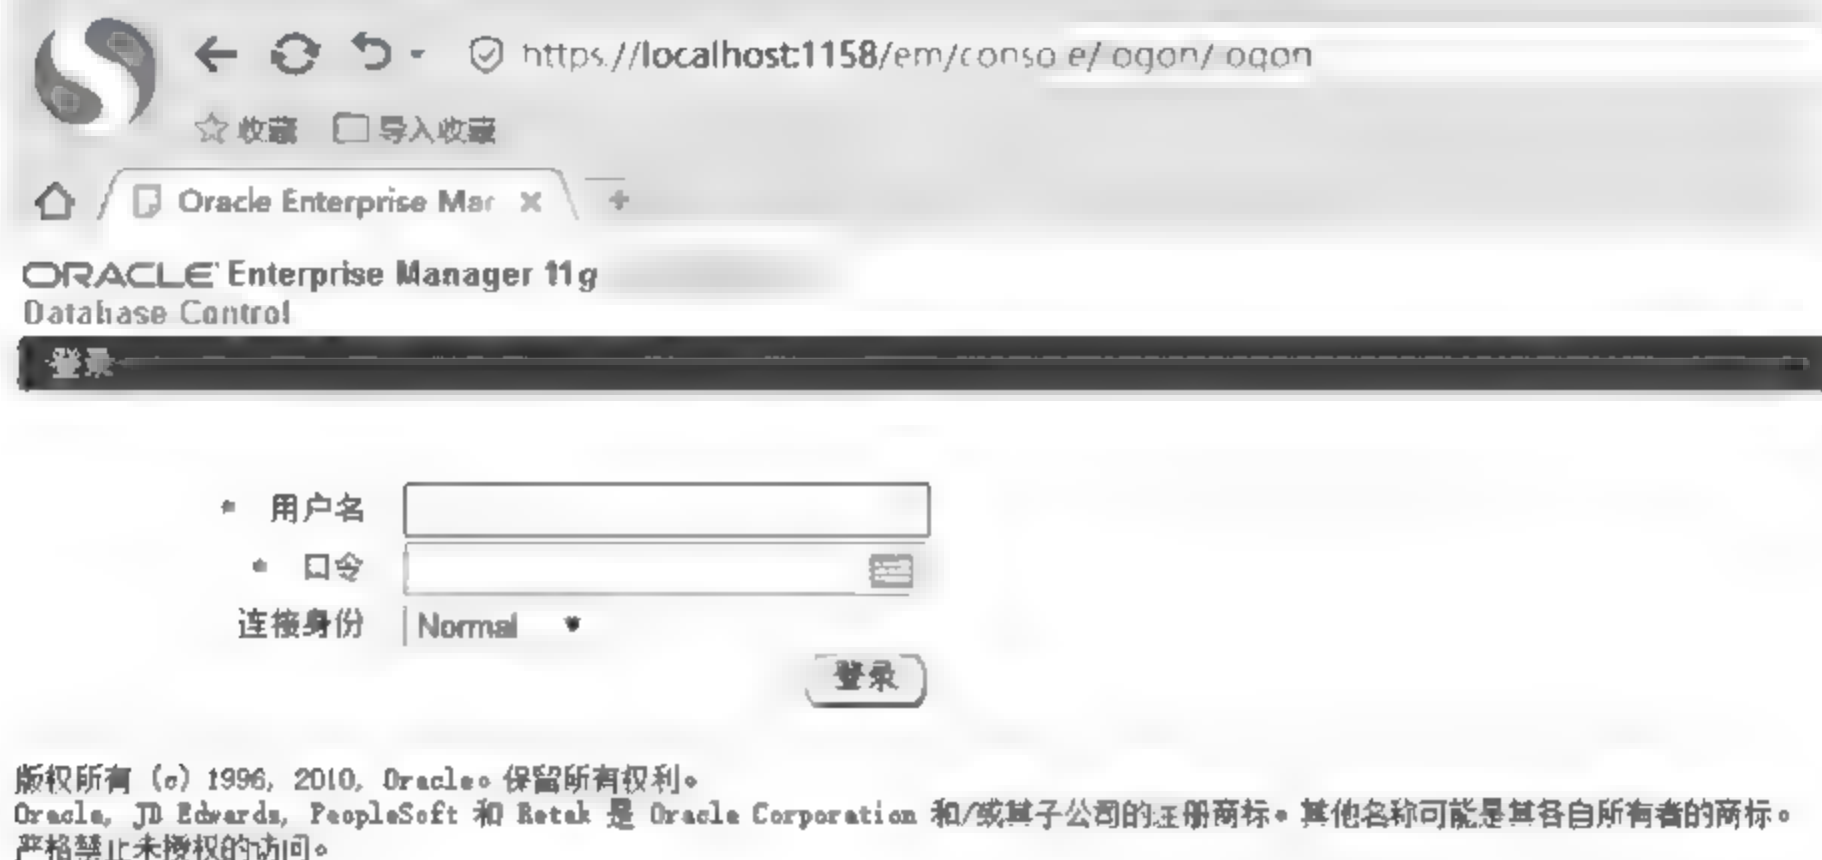 https://localhost:1158/em/console/logon/logon
收藏 导入收藏
Oracle Enterprise Mar
ORACLE Enterprise Manager 11g
Database Control
登录
* 用户名
* 口令
连接身份 Normal
登录
版权所有 (c) 1996, 2010, Oracle。保留所有权利。
Oracle, JD Edwards, PeopleSoft 和 Retek 是 Oracle Corporation 和/或其子公司的注册商标。其他名称可能是其各自所有者的商标。
严格禁止未授权的访问。